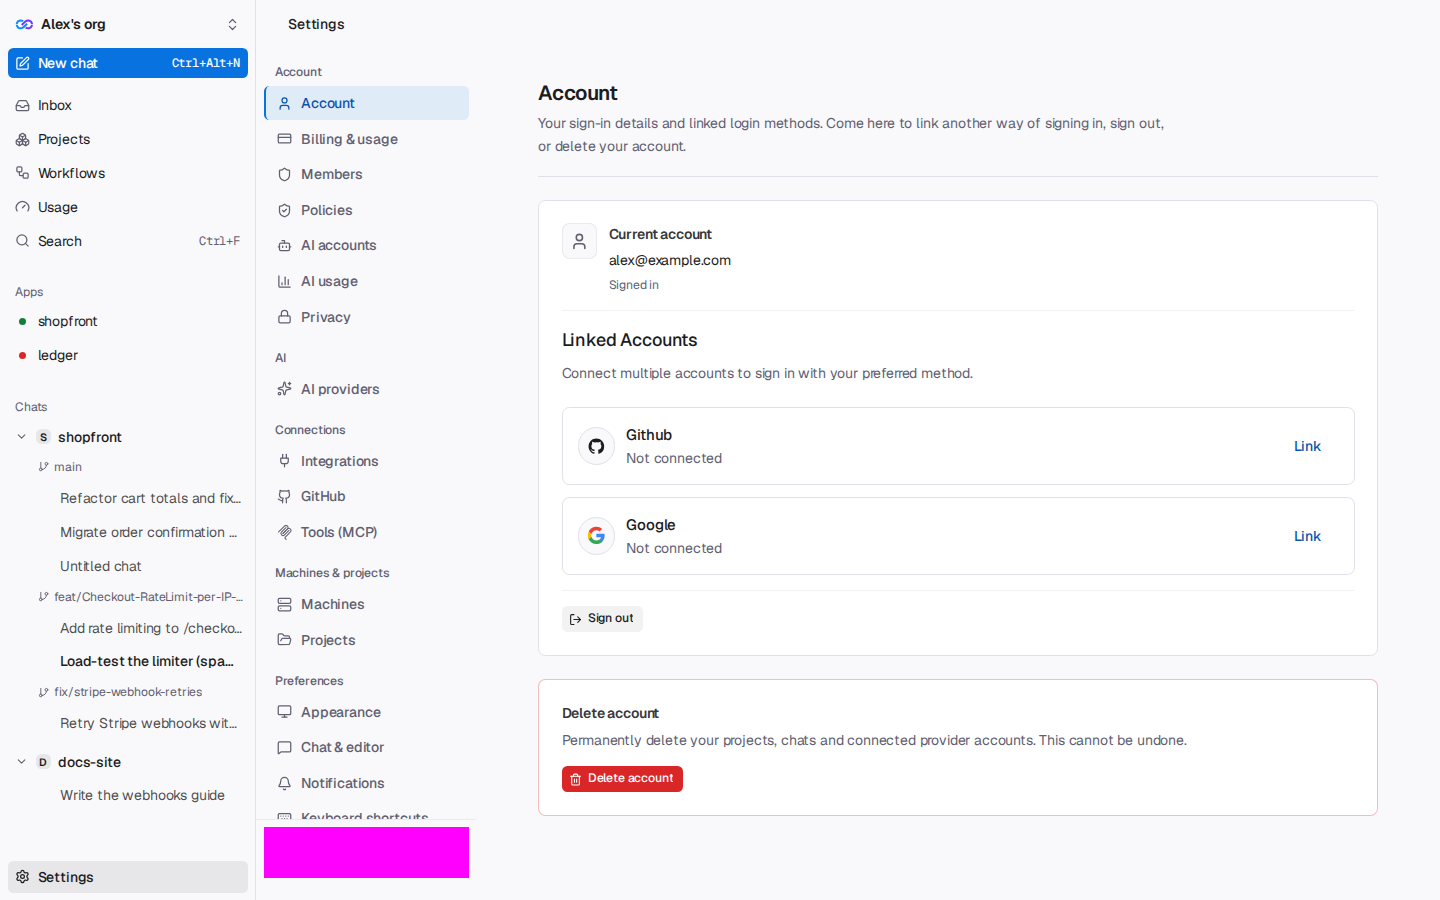 Alex's org
New chat Ctrl+Alt+N
Inbox
Projects
Workflows
Usage
Search Ctrl+F
Apps
shopfront
ledger
Chats
S shopfront
main
Refactor cart totals and fix...
Migrate order confirmation ...
Untitled chat
feat/Checkout-RateLimit-per-IP-...
Add rate limiting to /checko...
Load-test the limiter (spa...
fix/stripe-webhook-retries
Retry Stripe webhooks wit...
D docs-site
Write the webhooks guide
Settings
Settings
Account
Account
Billing & usage
Members
Policies
AI accounts
AI usage
Privacy
AI
AI providers
Connections
Integrations
GitHub
Tools (MCP)
Machines & projects
Machines
Projects
Preferences
Appearance
Chat & editor
Notifications
Keyboard shortcuts
Account
Your sign-in details and linked login methods. Come here to link another way of signing in, sign out,
or delete your account.
Current account
alex@example.com
Signed in
Linked Accounts
Connect multiple accounts to sign in with your preferred method.
Github
Not connected
Link
Google
Not connected
Link
Sign out
Delete account
Permanently delete your projects, chats and connected provider accounts. This cannot be undone.
Delete account